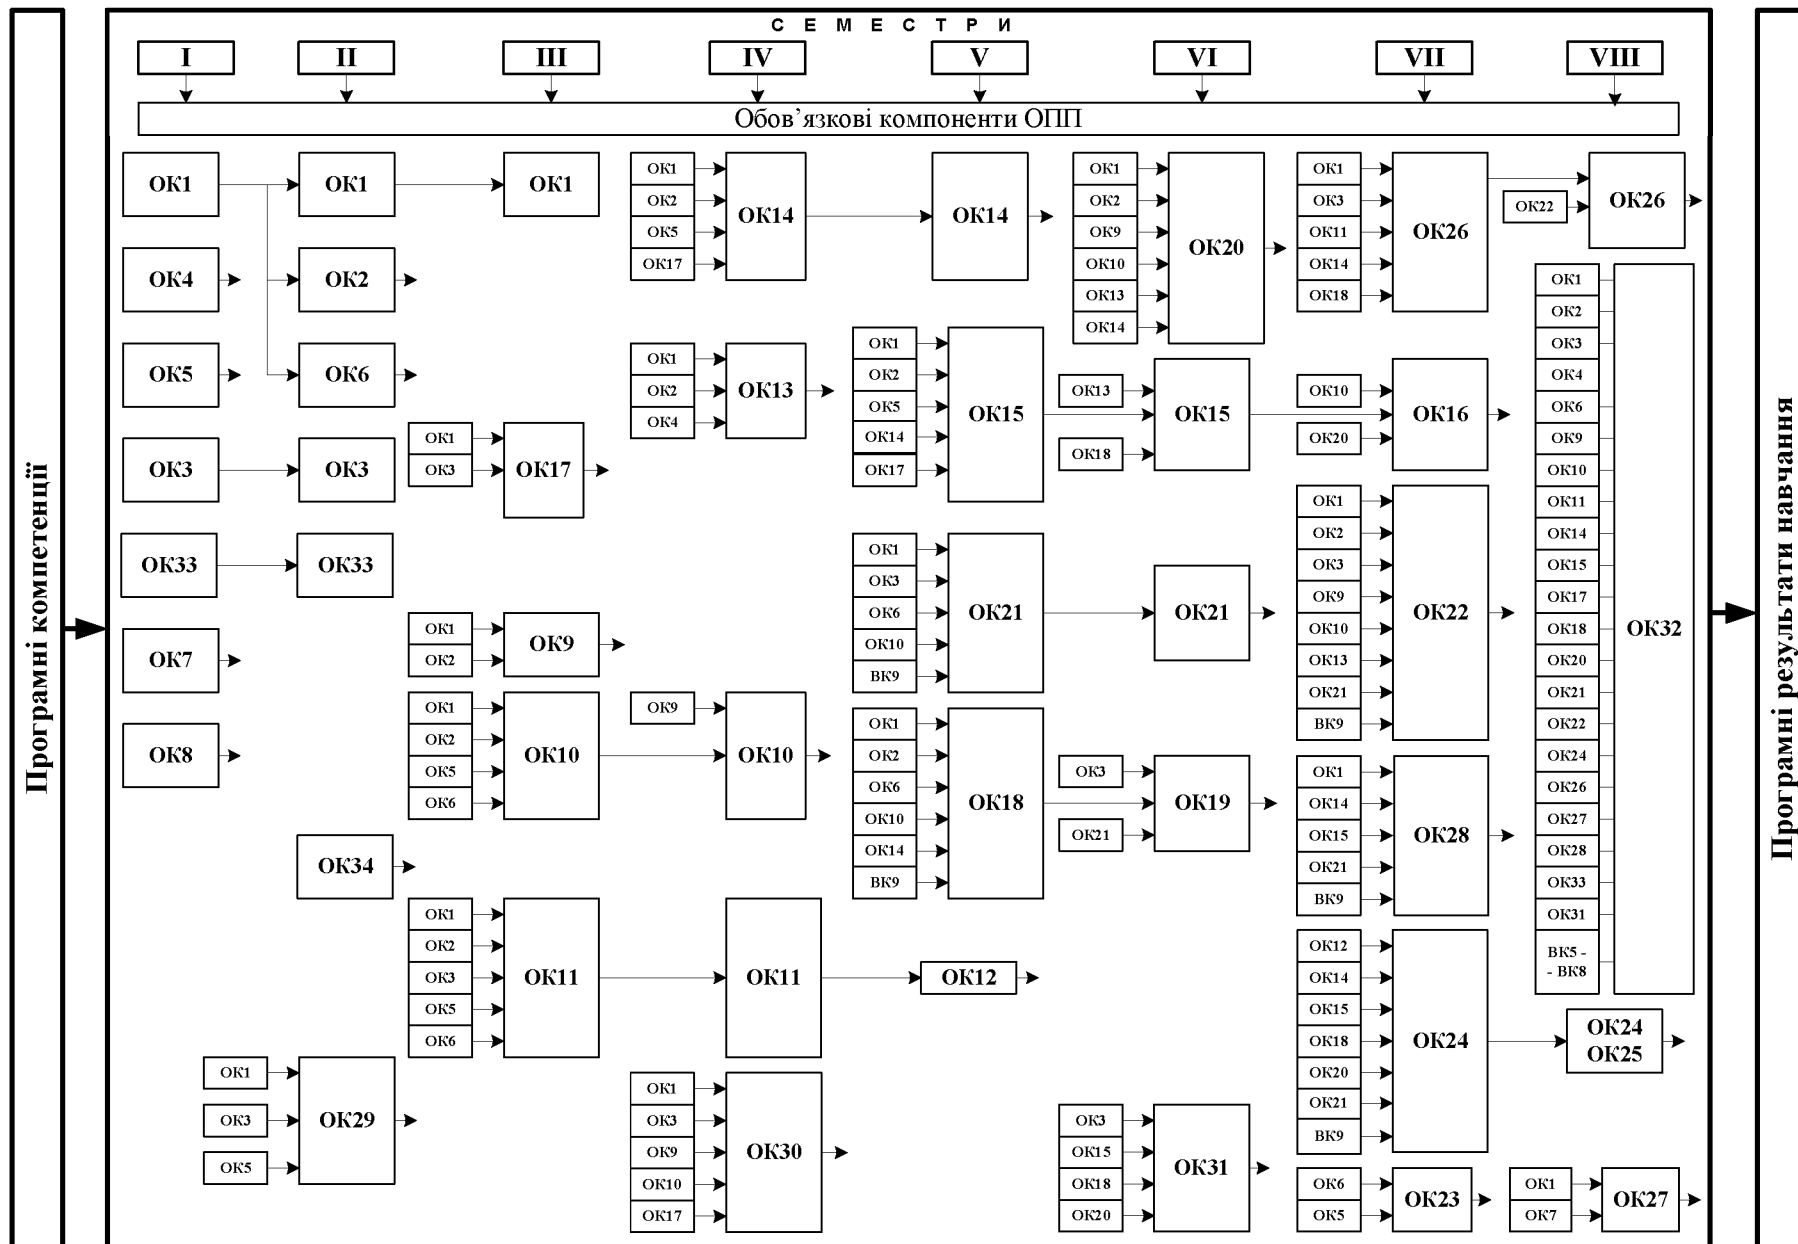 СЕМЕСТРИ
I
II
III
IV
V
VI
VII
VIII
Обов’язкові компоненти ОПП
Програмні компетенції
ОК1
ОК4
ОК5
ОК3
ОК33
ОК7
ОК8
ОК1
ОК2
ОК6
ОК3
ОК33
ОК34
ОК1
ОК3
ОК5
ОК29
ОК1
ОК1
ОК3
ОК17
ОК1
ОК2
ОК9
ОК1
ОК2
ОК5
ОК6
ОК10
ОК1
ОК2
ОК3
ОК5
ОК6
ОК11
ОК1
ОК2
ОК5
ОК17
ОК14
ОК1
ОК2
ОК4
ОК13
ОК9
ОК10
ОК11
ОК1
ОК3
ОК9
ОК10
ОК17
ОК30
ОК14
ОК1
ОК2
ОК5
ОК14
ОК17
ОК15
ОК1
ОК3
ОК6
ОК10
ВК9
ОК21
ОК1
ОК2
ОК6
ОК10
ОК14
ВК9
ОК18
ОК12
ОК1
ОК2
ОК9
ОК10
ОК13
ОК14
ОК20
ОК13
ОК18
ОК15
ОК21
ОК3
ОК21
ОК19
ОК3
ОК15
ОК18
ОК20
ОК31
ОК1
ОК3
ОК11
ОК14
ОК18
ОК26
ОК10
ОК20
ОК16
ОК1
ОК2
ОК3
ОК9
ОК10
ОК13
ОК21
ВК9
ОК22
ОК1
ОК14
ОК15
ОК21
ВК9
ОК28
ОК12
ОК14
ОК15
ОК18
ОК20
ОК21
ВК9
ОК24
ОК6
ОК5
ОК23
ОК22
ОК26
ОК1
ОК2
ОК3
ОК4
ОК6
ОК9
ОК10
ОК11
ОК14
ОК15
ОК17
ОК18
ОК20
ОК21
ОК22
ОК24
ОК26
ОК27
ОК28
ОК33
ОК31
ВК5 -
- ВК8
ОК32
ОК24
ОК25
ОК1
ОК7
ОК27
Програмні результати навчання